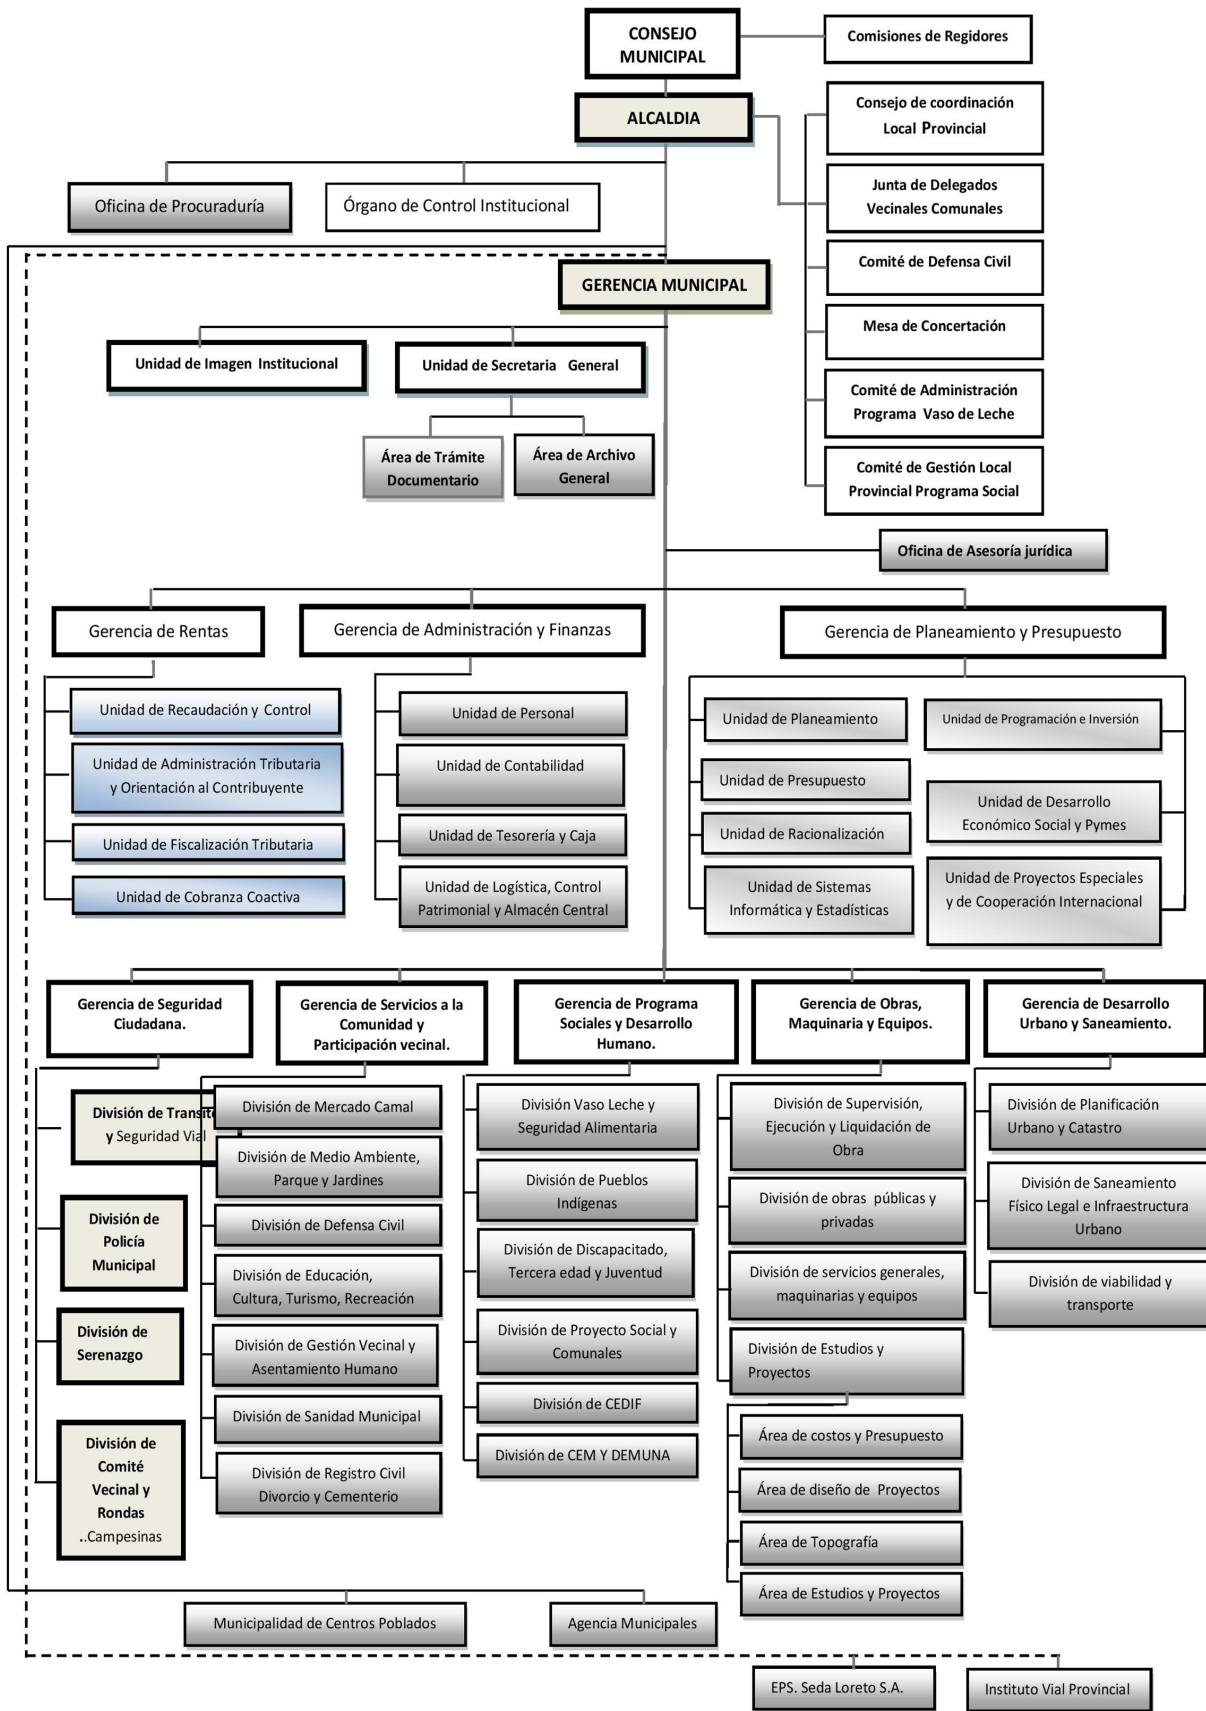 CONSEJO
MUNICIPAL
Comisiones de Regidores
ALCALDIA
Consejo de coordinación
Local Provincial
Junta de Delegados
Vecinales Comunales
Comité de Defensa Civil
Mesa de Concertación
Comité de Administración
Programa Vaso de Leche
Comité de Gestión Local
Provincial Programa Social
Oficina de Procuraduría
Órgano de Control Institucional
GERENCIA MUNICIPAL
Unidad de Imagen Institucional
Unidad de Secretaria General
Área de Trámite
Documentario
Área de Archivo
General
Oficina de Asesoría jurídica
Gerencia de Rentas
Gerencia de Administración y Finanzas
Gerencia de Planeamiento y Presupuesto
Unidad de Recaudación y Control
Unidad de Administración Tributaria
y Orientación al Contribuyente
Unidad de Fiscalización Tributaria
Unidad de Cobranza Coactiva
Unidad de Personal
Unidad de Contabilidad
Unidad de Tesorería y Caja
Unidad de Logística, Control
Patrimonial y Almacén Central
Unidad de Planeamiento
Unidad de Presupuesto
Unidad de Racionalización
Unidad de Sistemas
Informática y Estadísticas
Unidad de Programación e Inversión
Unidad de Desarrollo
Económico Social y Pymes
Unidad de Proyectos Especiales
y de Cooperación Internacional
Gerencia de Seguridad
Ciudadana.
Gerencia de Servicios a la
Comunidad y
Participación vecinal.
Gerencia de Programa
Sociales y Desarrollo
Humano.
Gerencia de Obras,
Maquinaria y Equipos.
Gerencia de Desarrollo
Urbano y Saneamiento.
División de Transito
y Seguridad Vial
División de
Policía
Municipal
División de
Serenazgo
División de
Comité
Vecinal y
Rondas
..Campesinas
División de Mercado Camal
División de Medio Ambiente,
Parque y Jardines
División de Defensa Civil
División de Educación,
Cultura, Turismo, Recreación
División de Gestión Vecinal y
Asentamiento Humano
División de Sanidad Municipal
División de Registro Civil
Divorcio y Cementerio
División Vaso Leche y
Seguridad Alimentaria
División de Pueblos
Indígenas
División de Discapacitado,
Tercera edad y Juventud
División de Proyecto Social y
Comunales
División de CEDIF
División de CEM Y DEMUNA
División de Supervisión,
Ejecución y Liquidación de
Obra
División de obras públicas y
privadas
División de servicios generales,
maquinarias y equipos
División de Estudios y
Proyectos
Área de costos y Presupuesto
Área de diseño de Proyectos
Área de Topografía
Área de Estudios y Proyectos
División de Planificación
Urbano y Catastro
División de Saneamiento
Físico Legal e Infraestructura
Urbano
División de viabilidad y
transporte
Municipalidad de Centros Poblados
Agencia Municipales
EPS. Seda Loreto S.A.
Instituto Vial Provincial